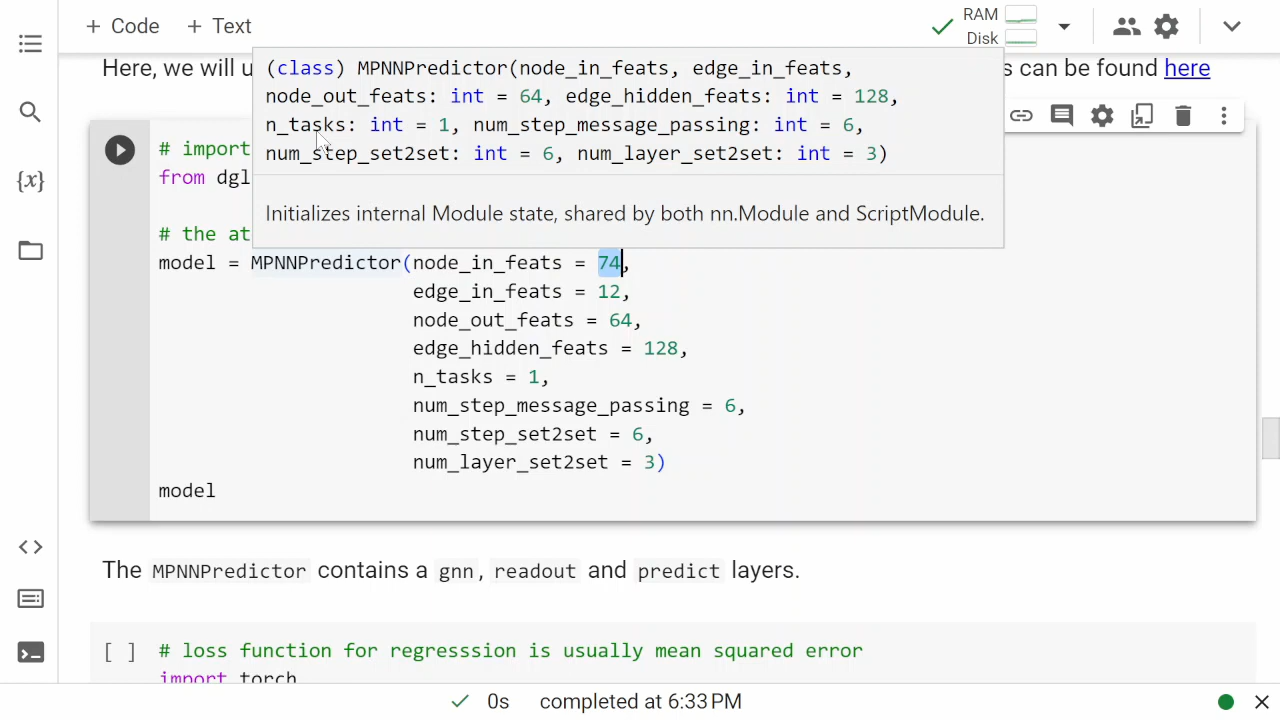 + Code + Text
RAM
Disk
Here, we will u
s can be found here
(class) MPNNPredictor(node_in_feats, edge_in_feats,
node_out_feats: int = 64, edge_hidden_feats: int = 128,
n_tasks: int = 1, num_step_message_passing: int = 6,
num_step_set2set: int = 6, num_layer_set2set: int = 3)
Initializes internal Module state, shared by both nn.Module and ScriptModule.
# import
from dgl
# the at
model = MPNNPredictor(node_in_feats = 74,
edge_in_feats = 12,
node_out_feats = 64,
edge_hidden_feats = 128,
n_tasks = 1,
num_step_message_passing = 6,
num_step_set2set = 6,
num_layer_set2set = 3)
model
The MPNNPredictor contains a gnn, readout and predict layers.
[ ] # loss function for regresssion is usually mean squared error
import torch
0s completed at 6:33 PM